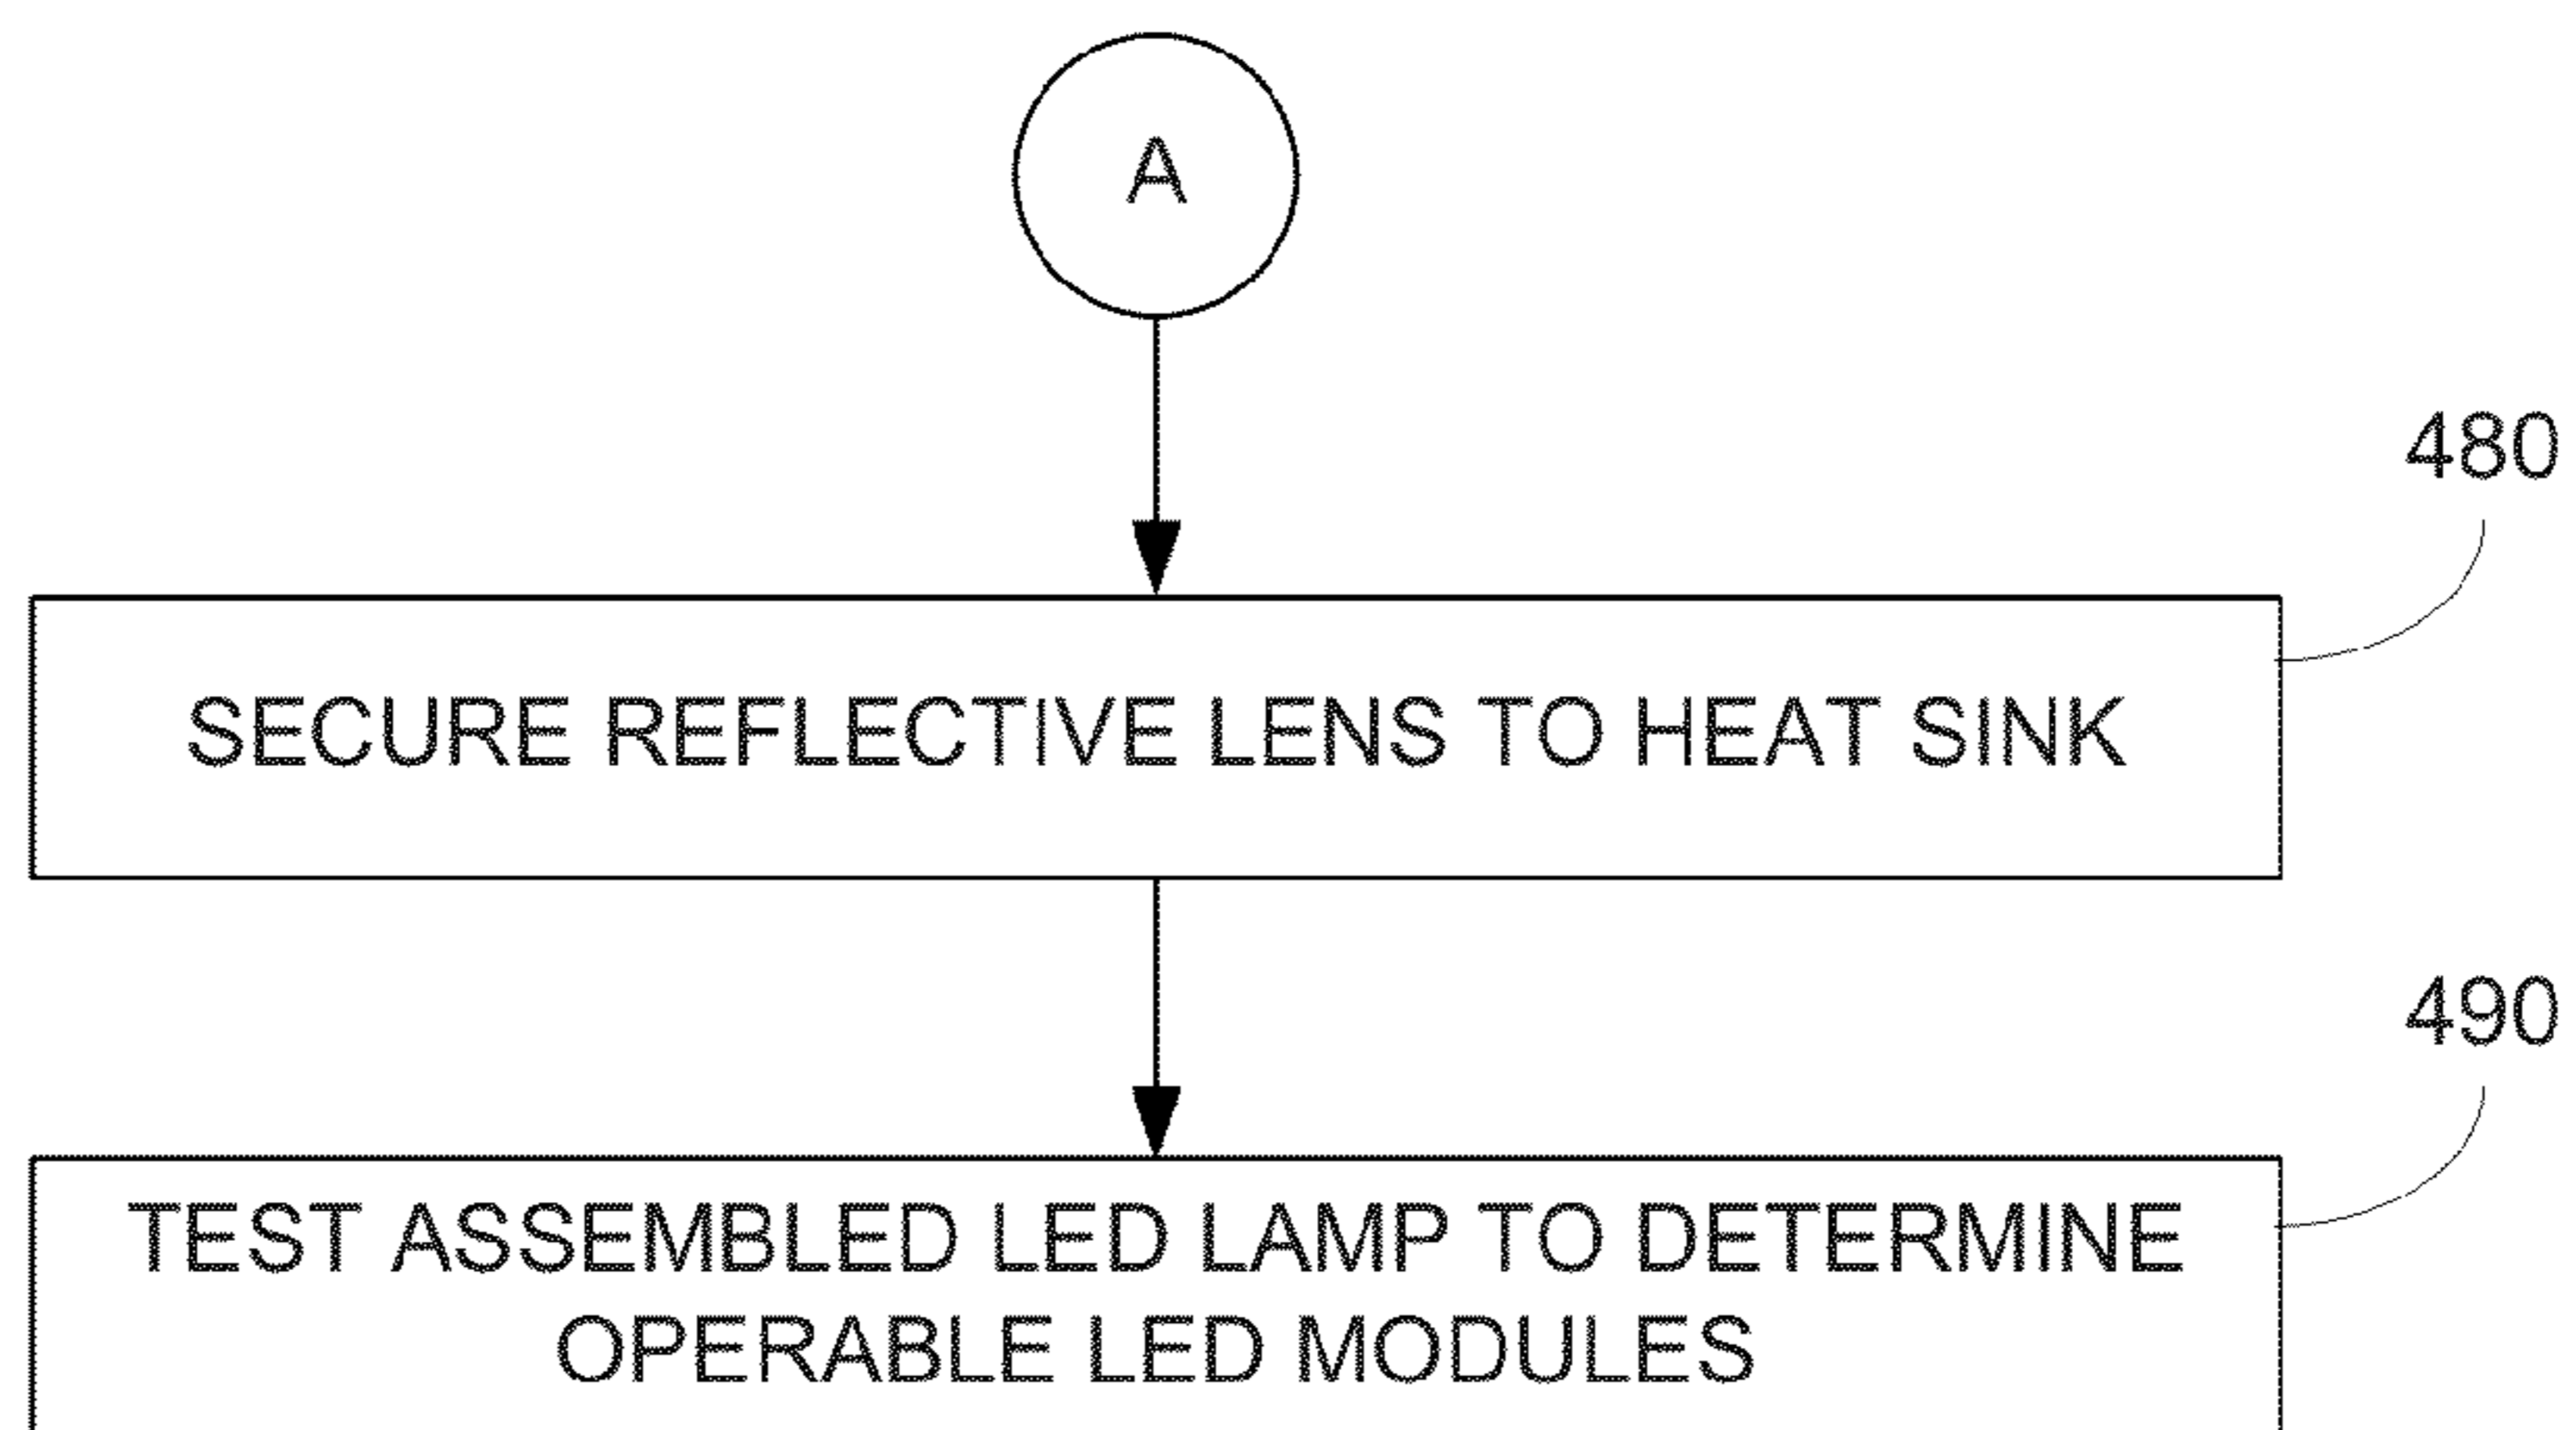 A
480
SECURE REFLECTIVE LENS TO HEAT SINK
490
TEST ASSEMBLED LED LAMP TO DETERMINE
OPERABLE LED MODULES